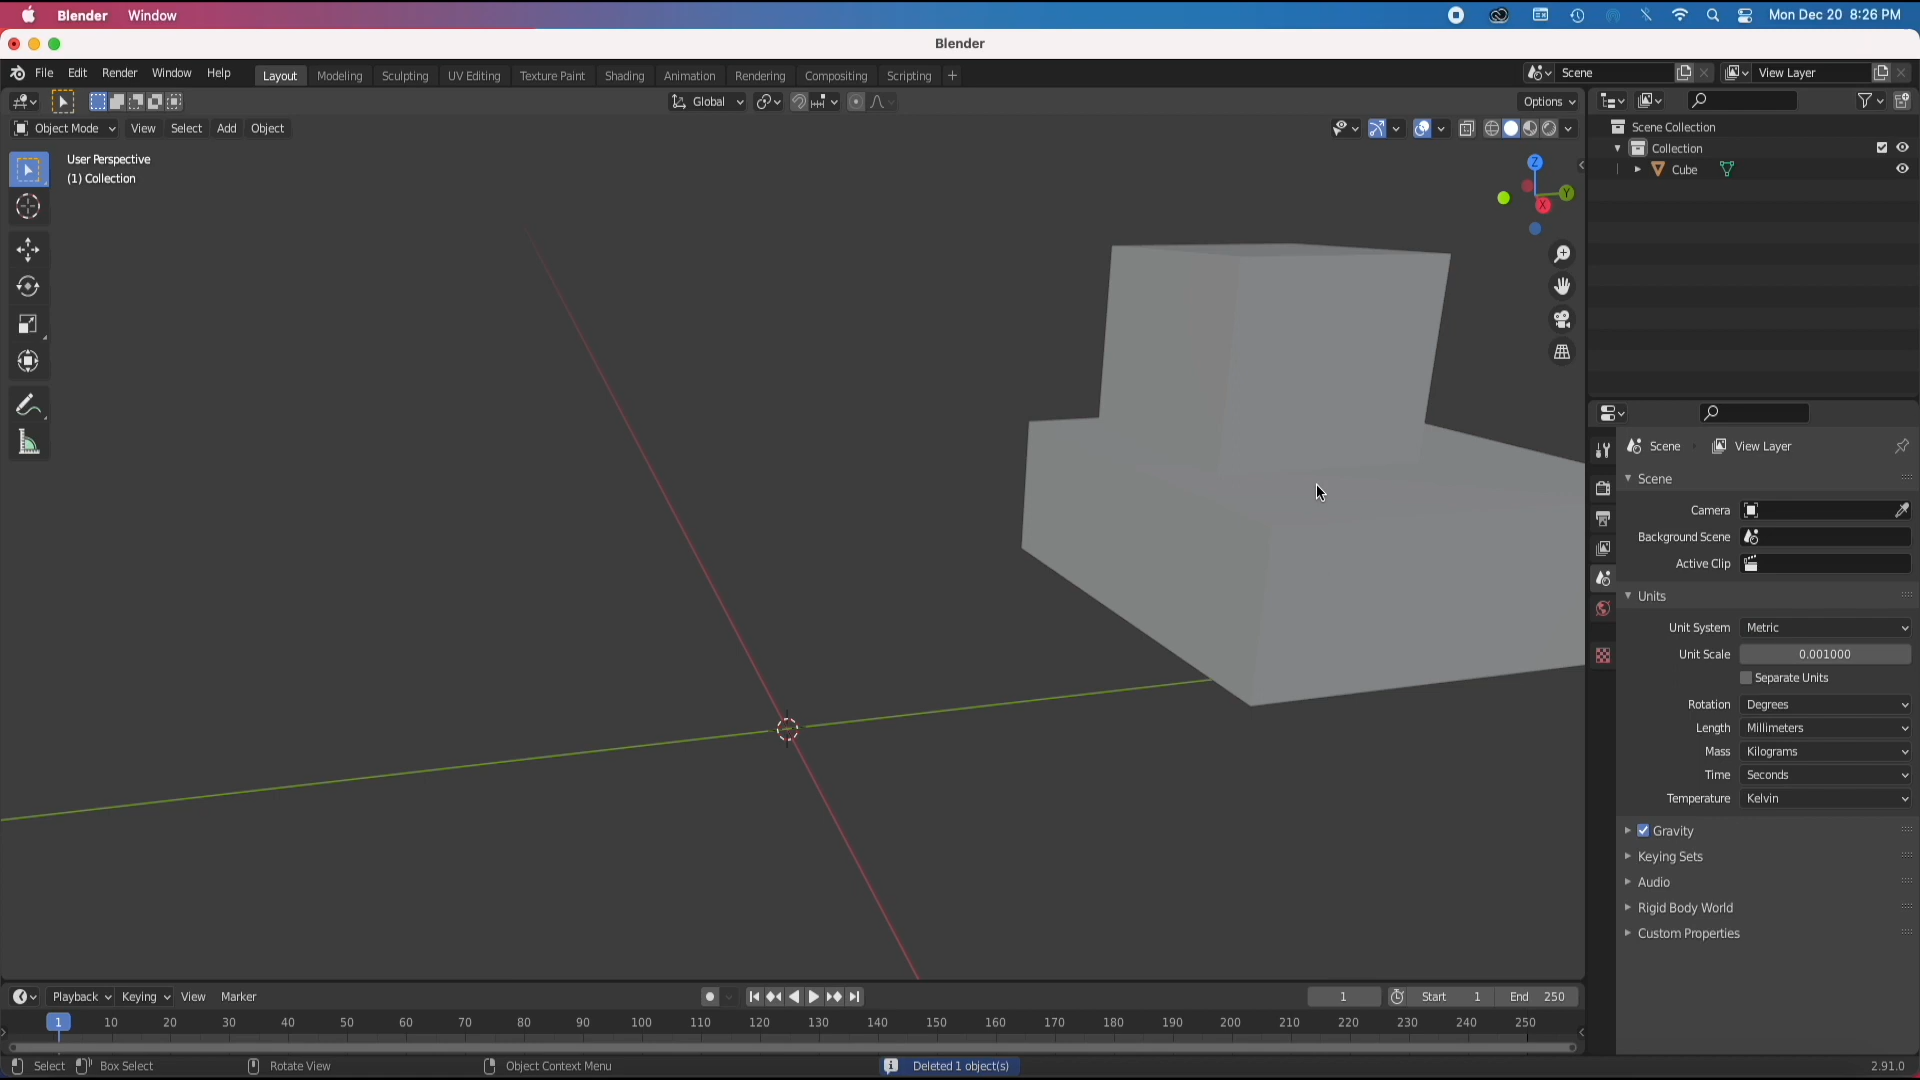 Blender Window Mon Dec 20 8:26 PM
Blender
File Edit Render Window Help Layout Modeling Sculpting UV Editing Texture Paint Shading Animation Rendering Compositing Scripting + Scene View Layer
Global Options
Object Mode View Select Add Object
User Perspective
(1) Collection
Z
Y
X
Scene Collection
Collection
Cube
Scene View Layer
Scene
Camera
Background Scene
Active Clip
Units
Unit System Metric
Unit Scale 0.001000
Separate Units
Rotation Degrees
Length Millimeters
Mass Kilograms
Time Seconds
Temperature Kelvin
Gravity
Keying Sets
Audio
Rigid Body World
Custom Properties
Playback Keying View Marker 1 Start 1 End 250
1 10 20 30 40 50 60 70 80 90 100 110 120 130 140 150 160 170 180 190 200 210 220 230 240 250
Select Box Select Rotate View Object Context Menu Deleted 1 object(s) 2.91.0